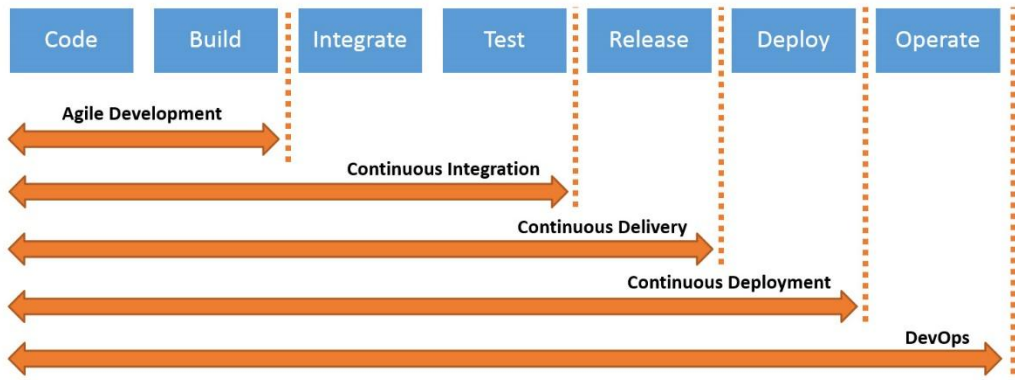 Code Build Integrate Test Release Deploy Operate
Agile Development
Continuous Integration
Continuous Delivery
Continuous Deployment
DevOps